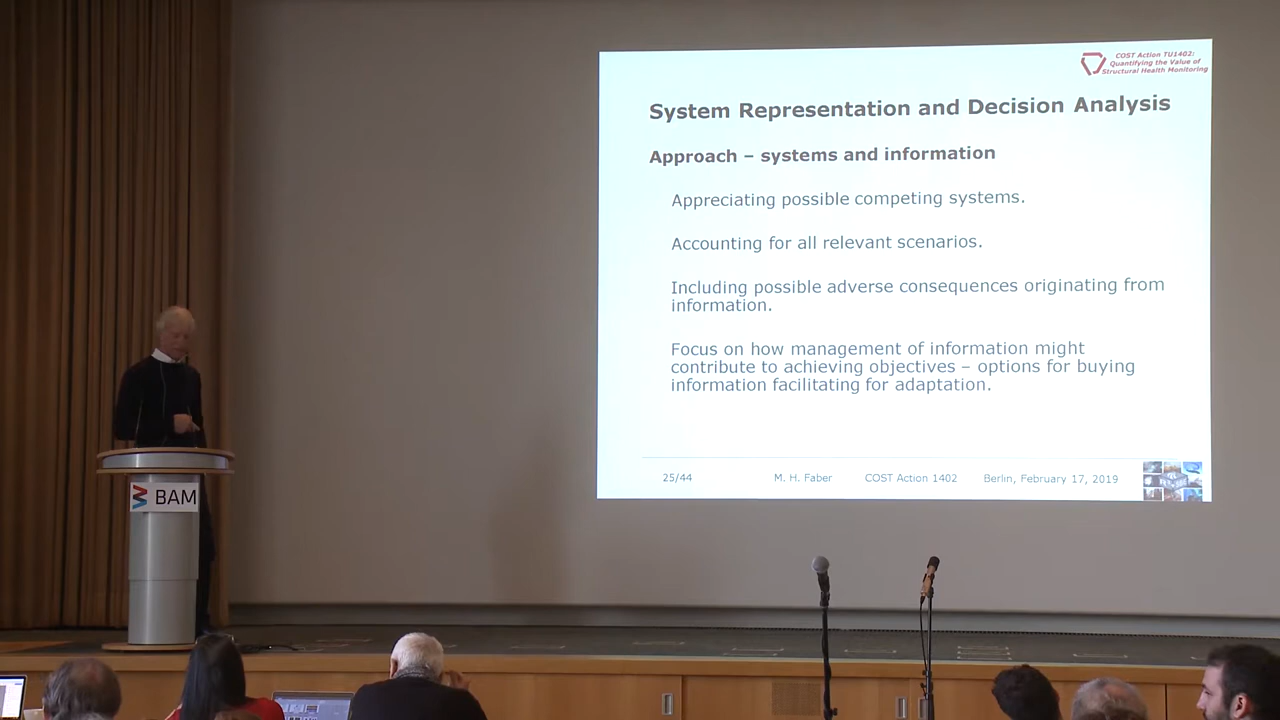 COST Action TU1402:
Quantifying the Value of
Structural Health Monitoring
System Representation and Decision Analysis
Approach – systems and information
Appreciating possible competing systems.
Accounting for all relevant scenarios.
Including possible adverse consequences originating from
information.
Focus on how management of information might
contribute to achieving objectives – options for buying
information facilitating for adaptation.
25/44 M. H. Faber COST Action 1402 Berlin, February 17, 2019
BAM